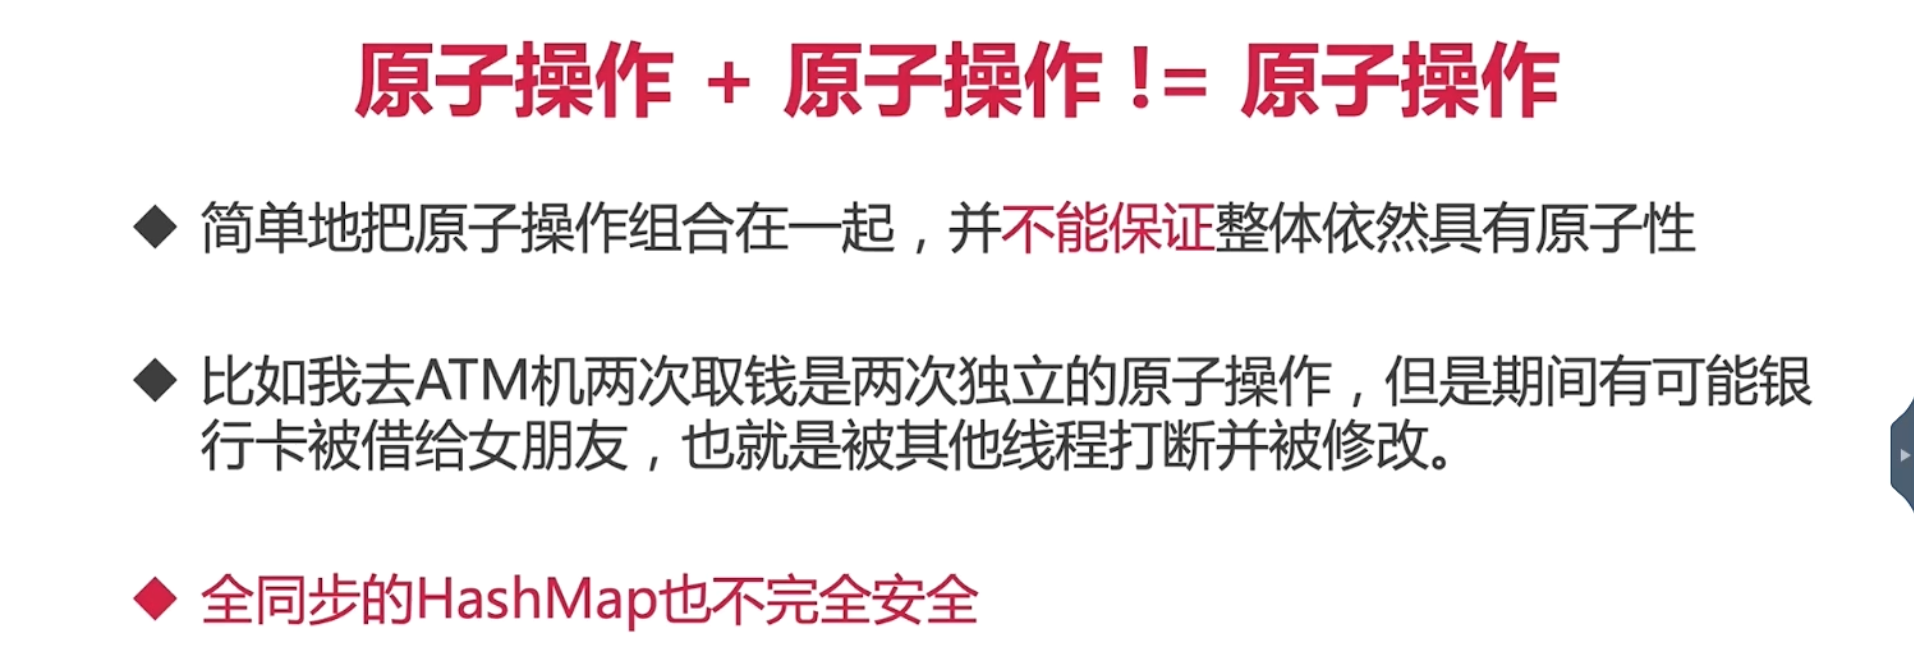 原子操作 + 原子操作 != 原子操作
◆ 简单地把原子操作组合在一起，并不能保证整体依然具有原子性
◆ 比如我去ATM机两次取钱是两次独立的原子操作，但是期间有可能银
行卡被借给女朋友，也就是被其他线程打断并被修改。
◆ 全同步的HashMap也不完全安全